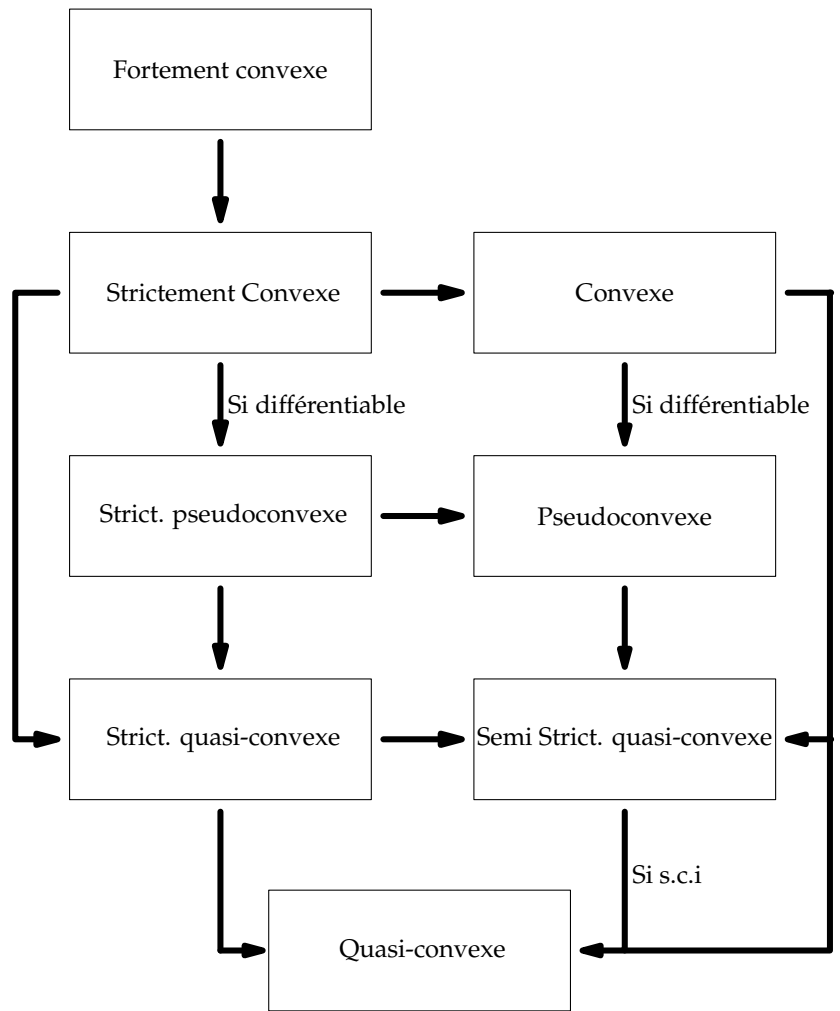 Fortement convexe
Strictement Convexe
Convexe
Si différentiable
Si différentiable
Strict. pseudoconvexe
Pseudoconvexe
Strict. quasi-convexe
Semi Strict. quasi-convexe
Si s.c.i
Quasi-convexe